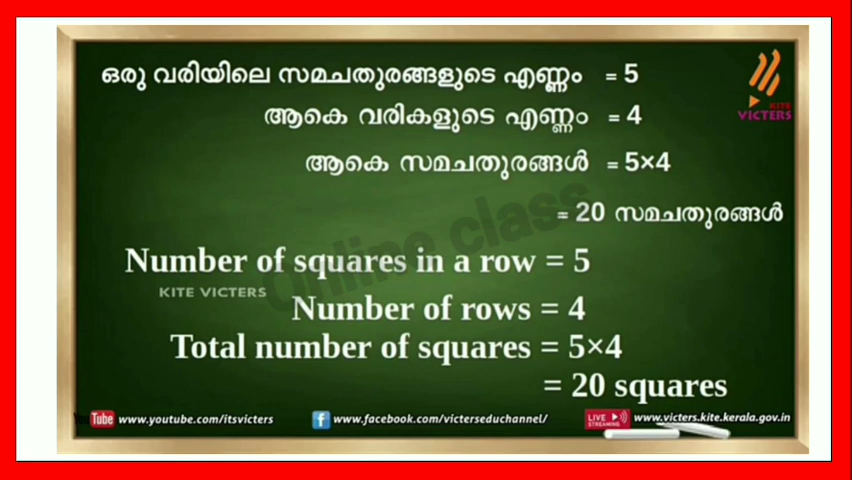 ഒരു വരിയിലെ സമചതുരങ്ങളുടെ എണ്ണം = 5
ആകെ വരികളുടെ എണ്ണം = 4
KITE
VICTERS
ആകെ സമചതുരങ്ങൾ = 5×4
= 20 സമചതുരങ്ങൾ
Online class
Number of squares in a row = 5
KITE VICTERS
Number of rows = 4
Total number of squares = 5×4
= 20 squares
You Tube www.youtube.com/itsvicters
f www.facebook.com/victerseduchannel/
LIVE STREAMING www.victers.kite.kerala.gov.in